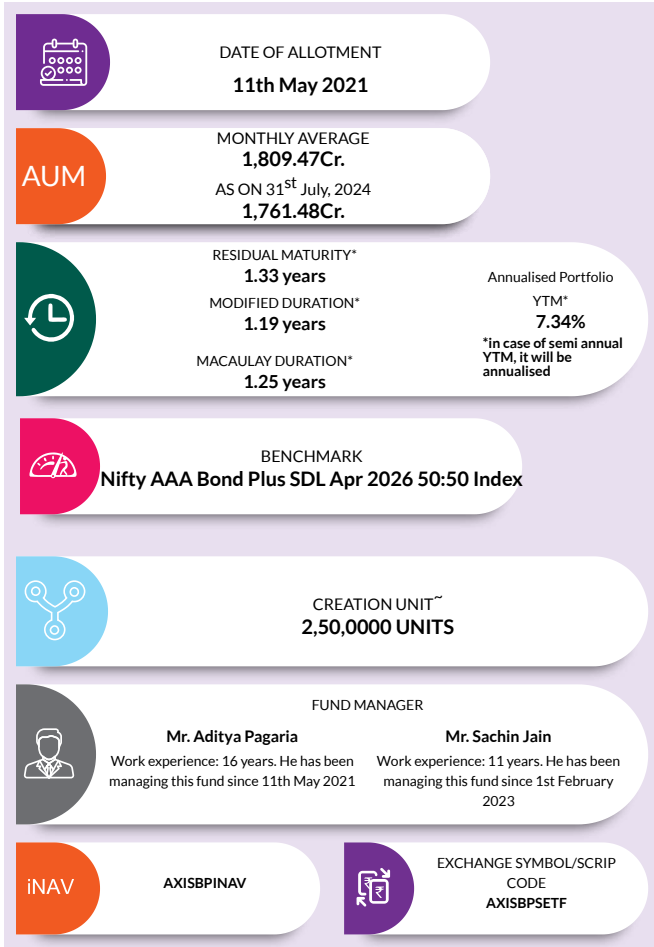 DATE OF ALLOTMENT
11th May 2021
AUM
MONTHLY AVERAGE
1,809.47Cr.
AS ON 31st July, 2024
1,761.48Cr.
RESIDUAL MATURITY*
1.33 years
MODIFIED DURATION*
1.19 years
MACAULAY DURATION*
1.25 years
Annualised Portfolio
YTM*
7.34%
*in case of semi annual
YTM, it will be
annualised
BENCHMARK
Nifty AAA Bond Plus SDL Apr 2026 50:50 Index
CREATION UNIT~
2,50,0000 UNITS
FUND MANAGER
Mr. Aditya Pagaria
Work experience: 16 years. He has been
managing this fund since 11th May 2021
Mr. Sachin Jain
Work experience: 11 years. He has been
managing this fund since 1st February
2023
iNAV
AXISBPINAV
EXCHANGE SYMBOL/SCRIP
CODE
AXISBPSETF